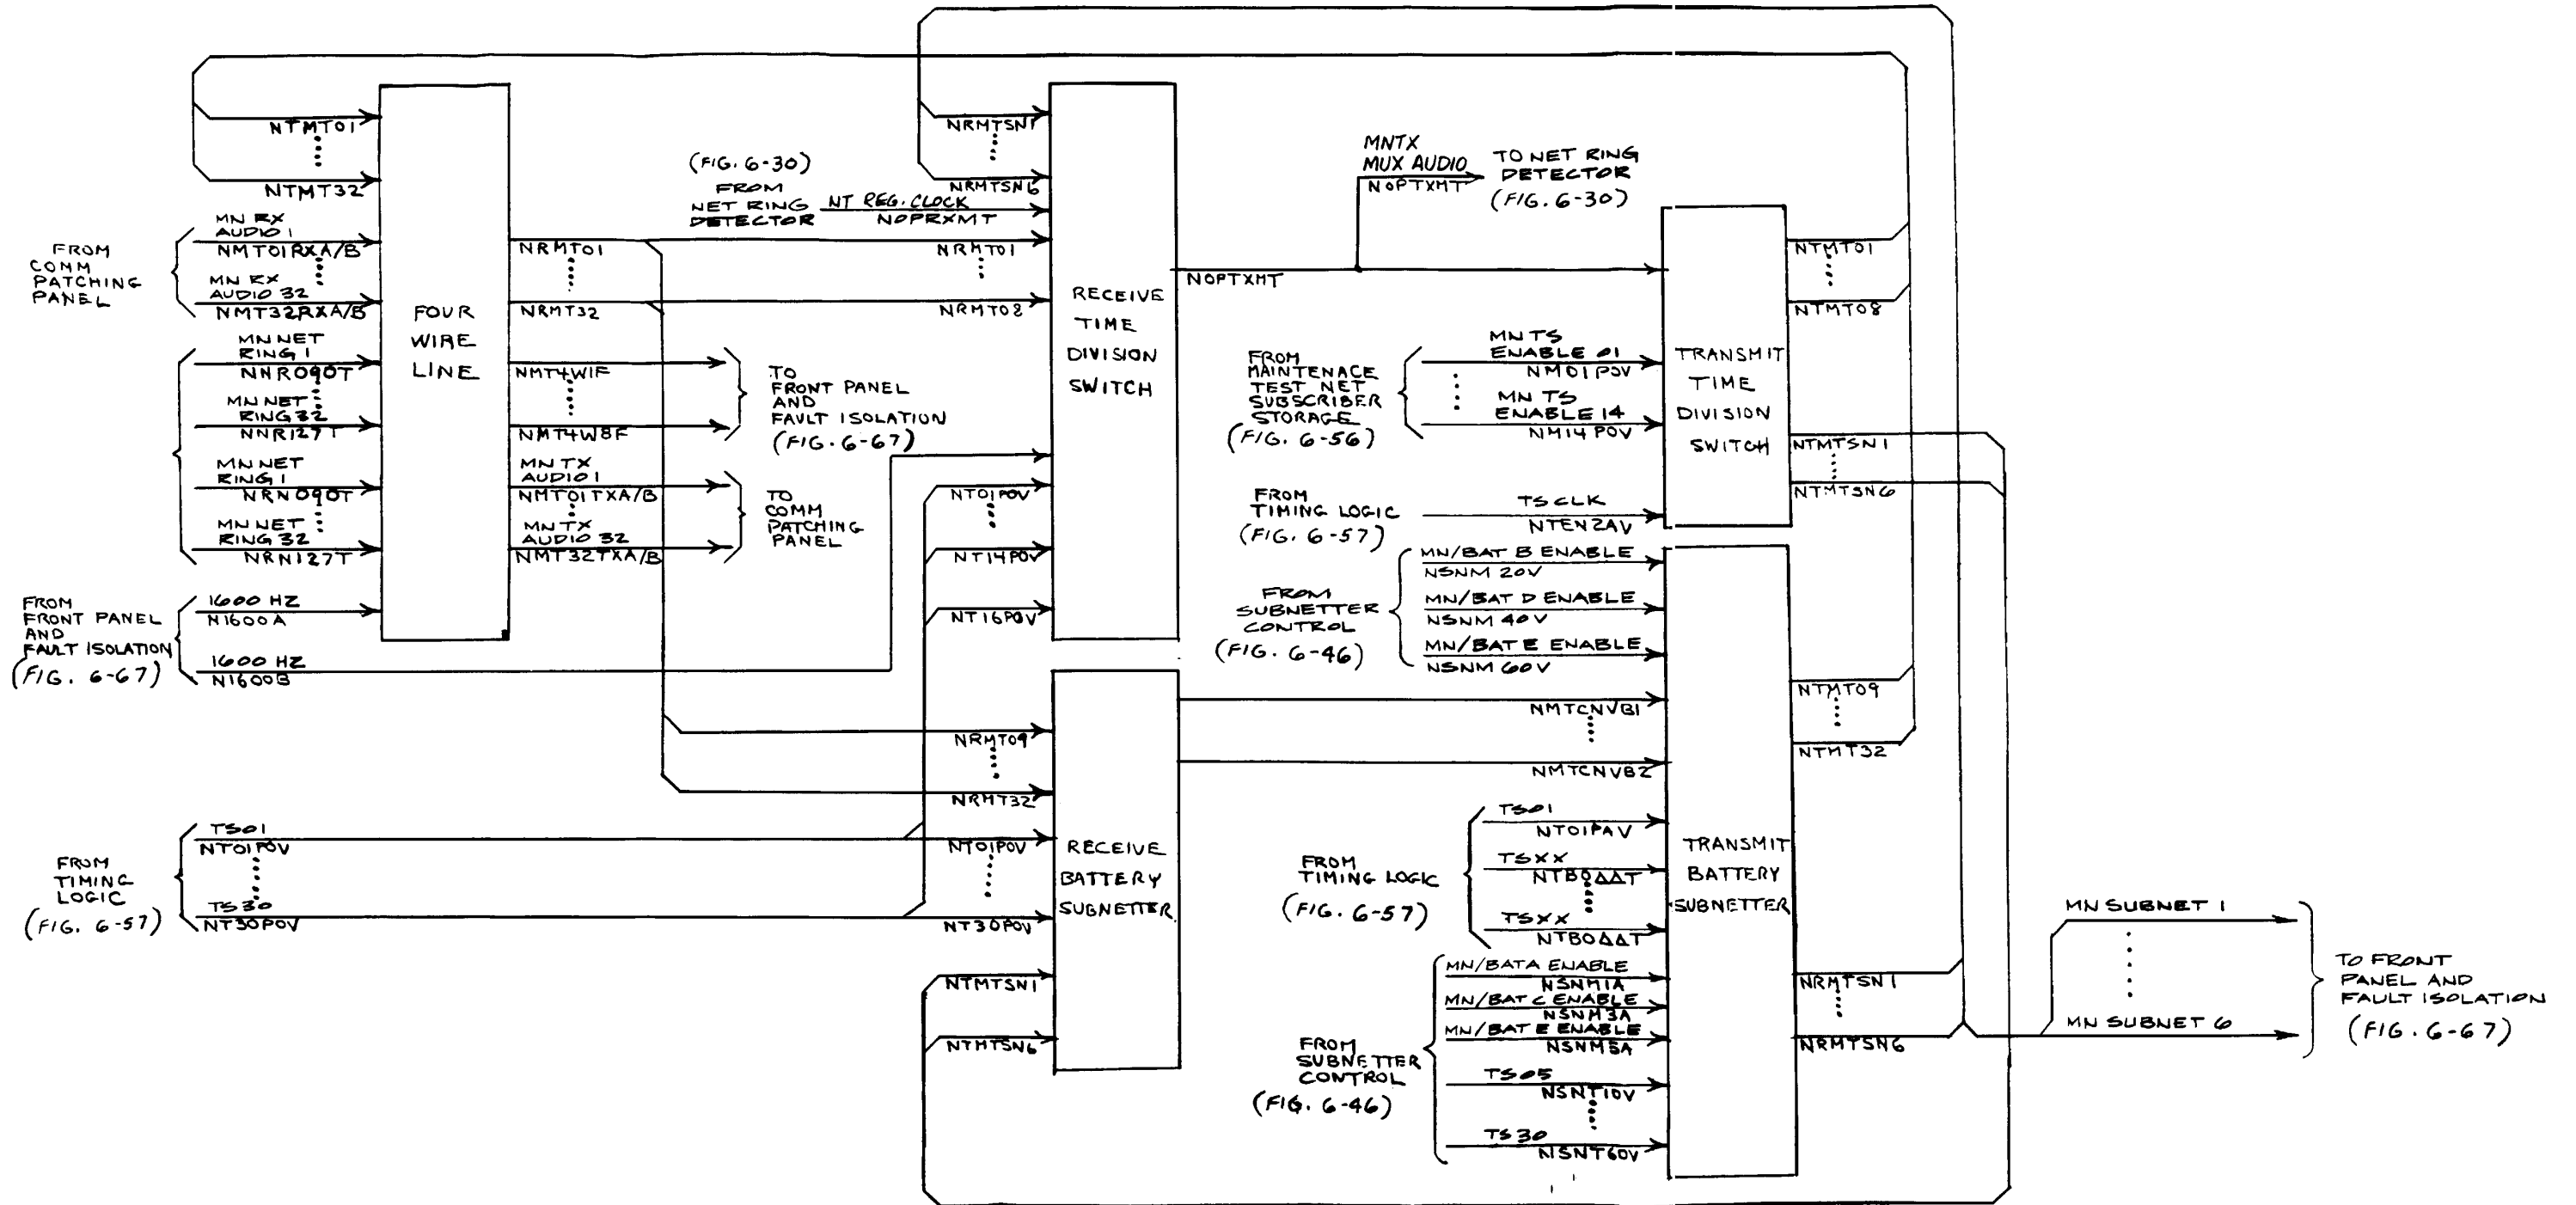 NTMT01
NTMT32
FROM
COMM
PATCHING
PANEL
MN RX
AUDIO 1
NMT01RXA/B
MN RX
AUDIO 32
NMT32RXA/B
MN NET
RING 1
NNR090T
MN NET
RING 32
NNR127T
MN NET
RING 1
NRN090T
MN NET
RING 32
NRN127T
FROM
FRONT PANEL
AND
FAULT ISOLATION
(FIG. 6-67)
1600 HZ
N1600A
1600 HZ
N1600B
FOUR
WIRE
LINE
NRMT01
NRMT32
NMT4W1F
NMT4W8F
TO
FRONT PANEL
AND
FAULT ISOLATION
(FIG. 6-67)
MN TX
AUDIO 1
NMT01TXA/B
MN TX
AUDIO 32
NMT32TXA/B
TO
COMM
PATCHING
PANEL
(FIG. 6-30)
FROM
NET RING
DETECTOR
NT REG. CLOCK
NOPRXMT
NRMTSN1
NRMTSN6
NRMT01
NRMT08
NT01POV
NT14POV
NT16POV
RECEIVE
TIME
DIVISION
SWITCH
NOPTXMT
MNTX
MUX AUDIO
NOPTXMT
TO NET RING
DETECTOR
(FIG. 6-30)
FROM
MAINTENACE
TEST NET
SUBSCRIBER
STORAGE
(FIG. 6-56)
MN TS
ENABLE 01
NM01POV
MN TS
ENABLE 14
NM14POV
FROM
TIMING LOGIC
(FIG. 6-57)
TS CLK
NTEN2AV
TRANSMIT
TIME
DIVISION
SWITCH
NTMT01
NTMT08
NTMTSN1
NTMTSN6
FROM
SUBNETTER
CONTROL
(FIG. 6-46)
MN/BAT B ENABLE
NSNM 20V
MN/BAT D ENABLE
NSNM 40V
MN/BAT E ENABLE
NSNM 60V
NMTCNVB1
NMTCNVB2
FROM
TIMING LOGIC
(FIG. 6-57)
TS01
NT01PAV
TSXX
NTB0ΔΔT
TSXX
NTB0ΔΔT
FROM
SUBNETTER
CONTROL
(FIG. 6-46)
MN/BATA ENABLE
NSNM1A
MN/BAT C ENABLE
NSNM3A
MN/BAT E ENABLE
NSNM5A
TS05
NSNT10V
TS30
NSNT60V
TRANSMIT
BATTERY
SUBNETTER
NTMT09
NTMT32
NRMTSN1
NRMTSN6
FROM
TIMING
LOGIC
(FIG. 6-57)
TS01
NT01POV
TS30
NT30POV
NRMT09
NRMT32
NT01POV
NT30POV
NTMTSN1
NTMTSN6
RECEIVE
BATTERY
SUBNETTER
MN SUBNET 1
MN SUBNET 6
TO FRONT
PANEL AND
FAULT ISOLATION
(FIG. 6-67)